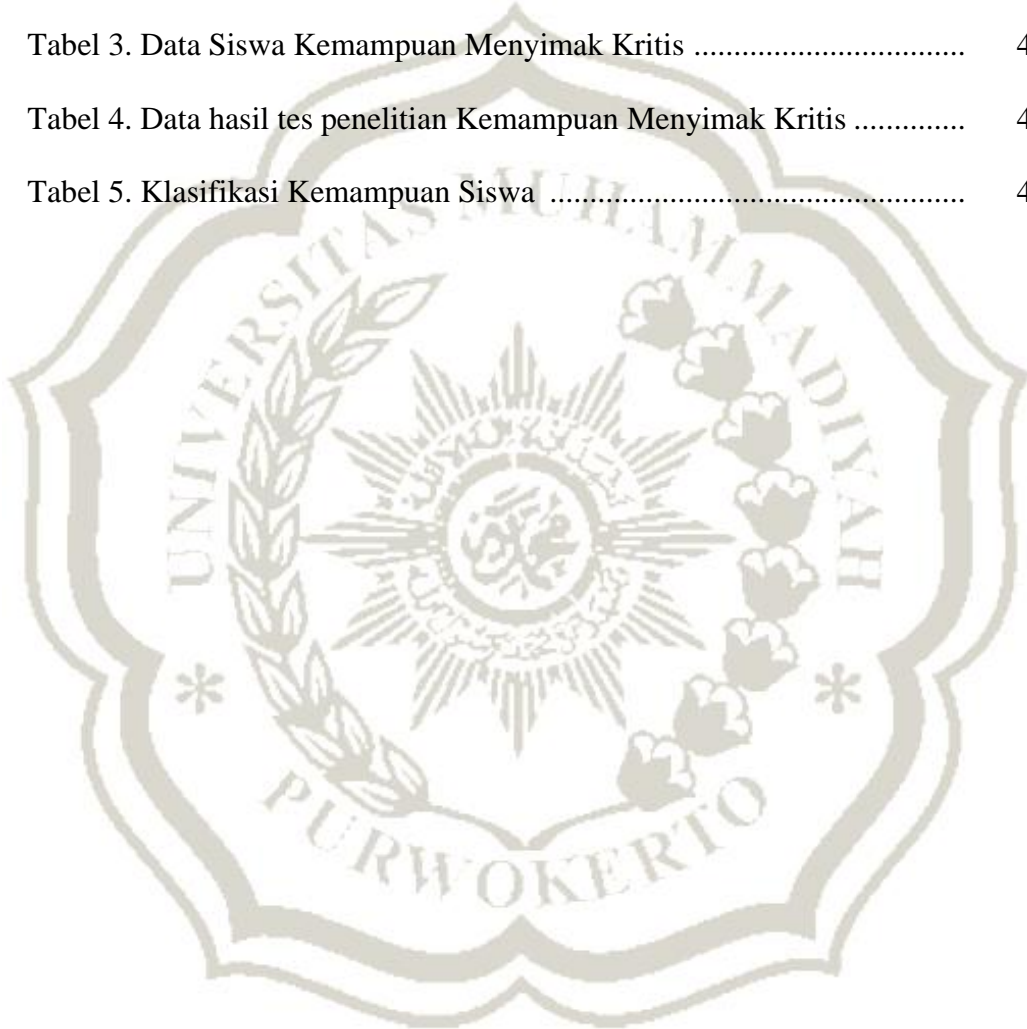 Tabel 3. Data Siswa Kemampuan Menyimak Kritis .................................. 4
Tabel 4. Data hasil tes penelitian Kemampuan Menyimak Kritis .............. 4
Tabel 5. Klasifikasi Kemampuan Siswa .................................................... 4
UNIVERSITAS MUHAMMADIYAH
* *
PURWOKERTO